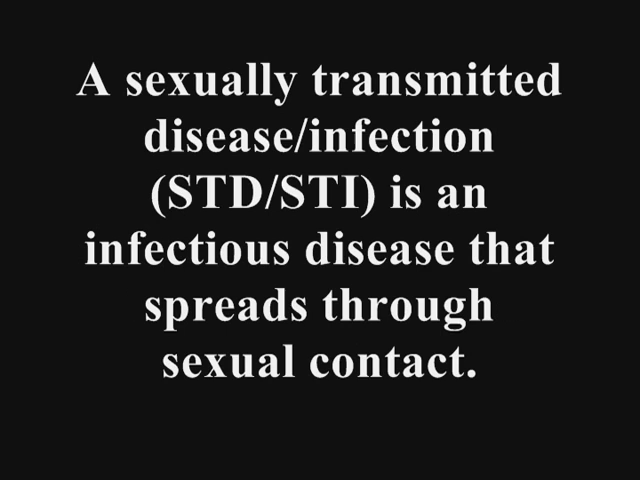 A sexually transmitted
disease/infection
(STD/STI) is an
infectious disease that
spreads through
sexual contact.